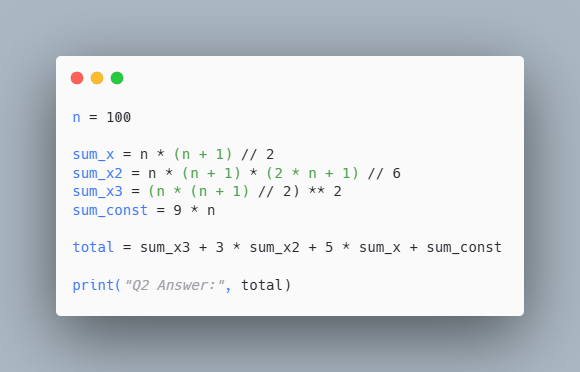 n = 100
sum_x = n * (n + 1) // 2
sum_x2 = n * (n + 1) * (2 * n + 1) // 6
sum_x3 = (n * (n + 1) // 2) ** 2
sum_const = 9 * n
total = sum_x3 + 3 * sum_x2 + 5 * sum_x + sum_const
print("Q2 Answer:", total)